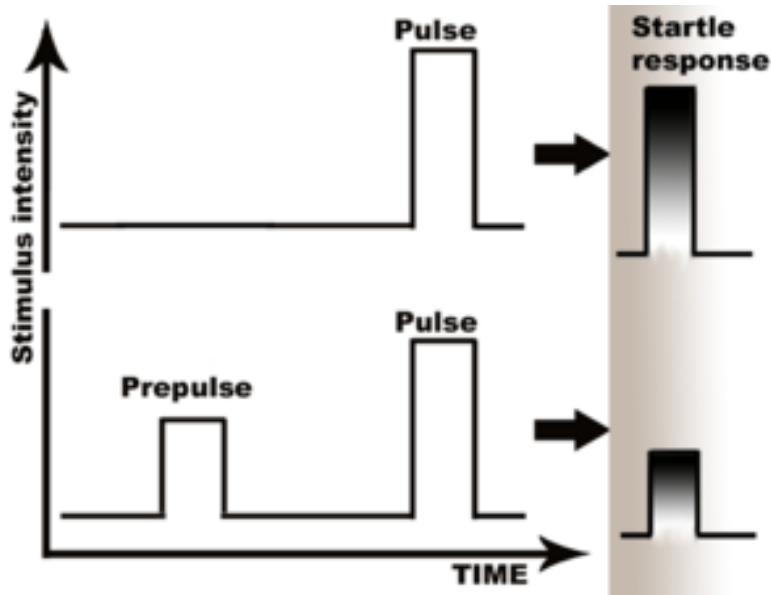 Pulse
Startle
response
Stimulus intensity
Pulse
Prepulse
TIME